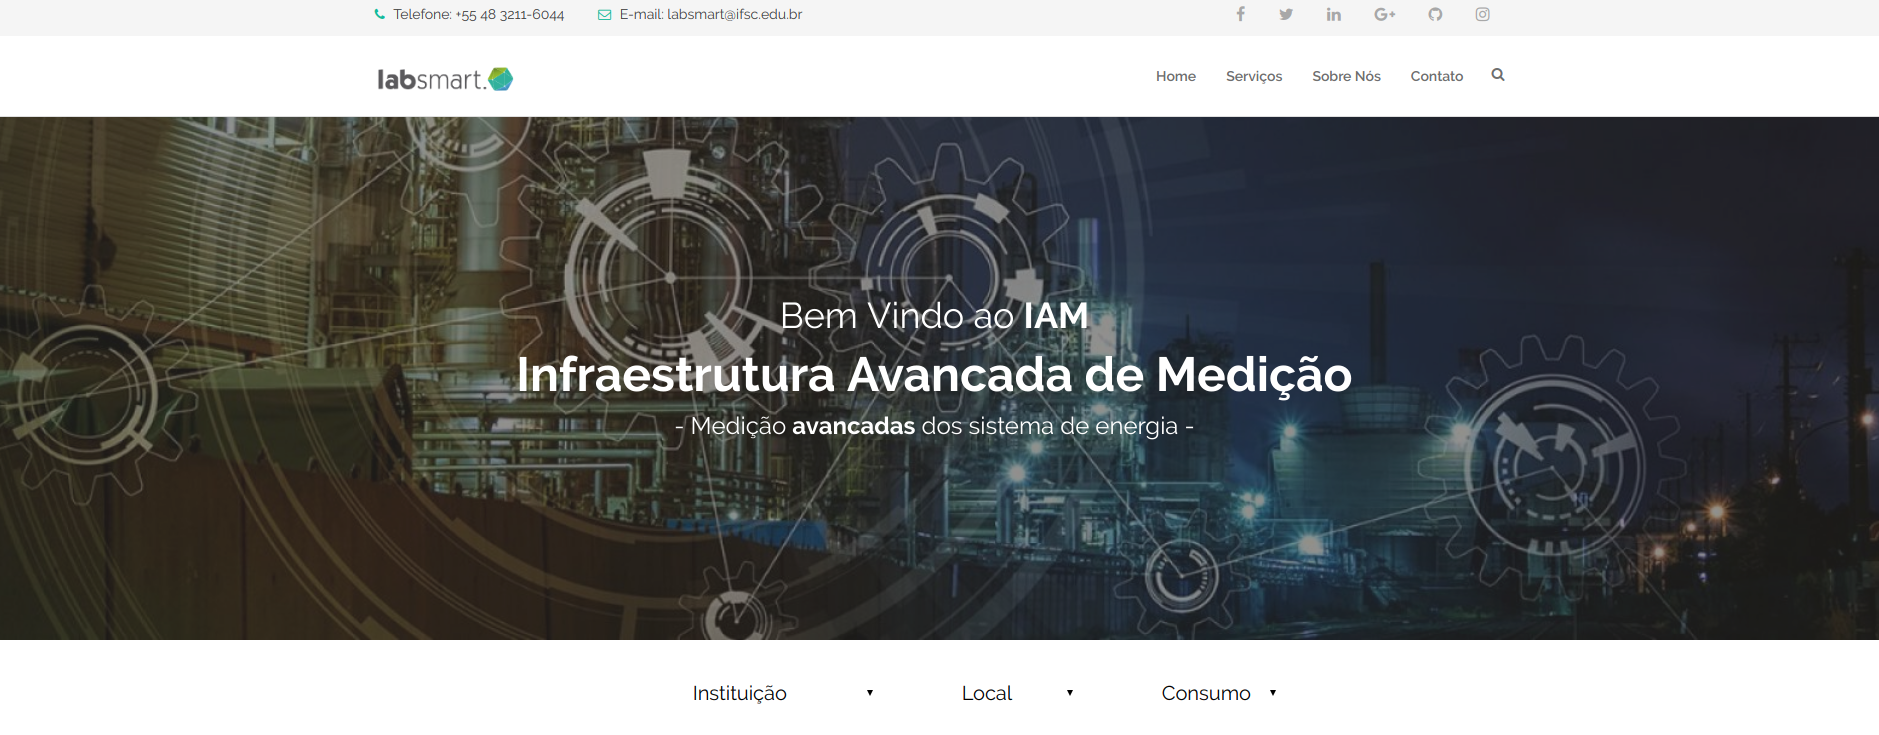 Telefone: +55 48 3211-6044 E-mail: labsmart@ifsc.edu.br
labsmart. Home Serviços Sobre Nós Contato
Bem Vindo ao IAM
Infraestrutura Avancada de Medição
- Medição avancadas dos sistema de energia -
Instituição Local Consumo